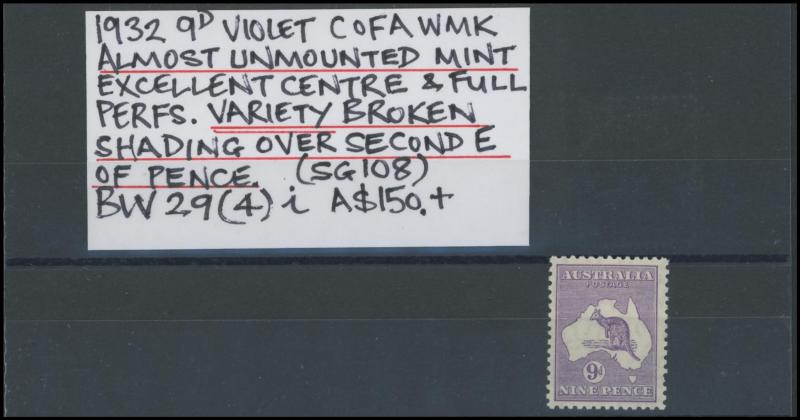 1932 9D VIOLET C OF A WMK
ALMOST UNMOUNTED MINT
EXCELLENT CENTRE & FULL
PERFS. VARIETY BROKEN
SHADING OVER SECOND E
OF PENCE. (SG108)
BW 29(4) i A$150.+
AUSTRALIA
POSTAGE
9d
NINE PENCE